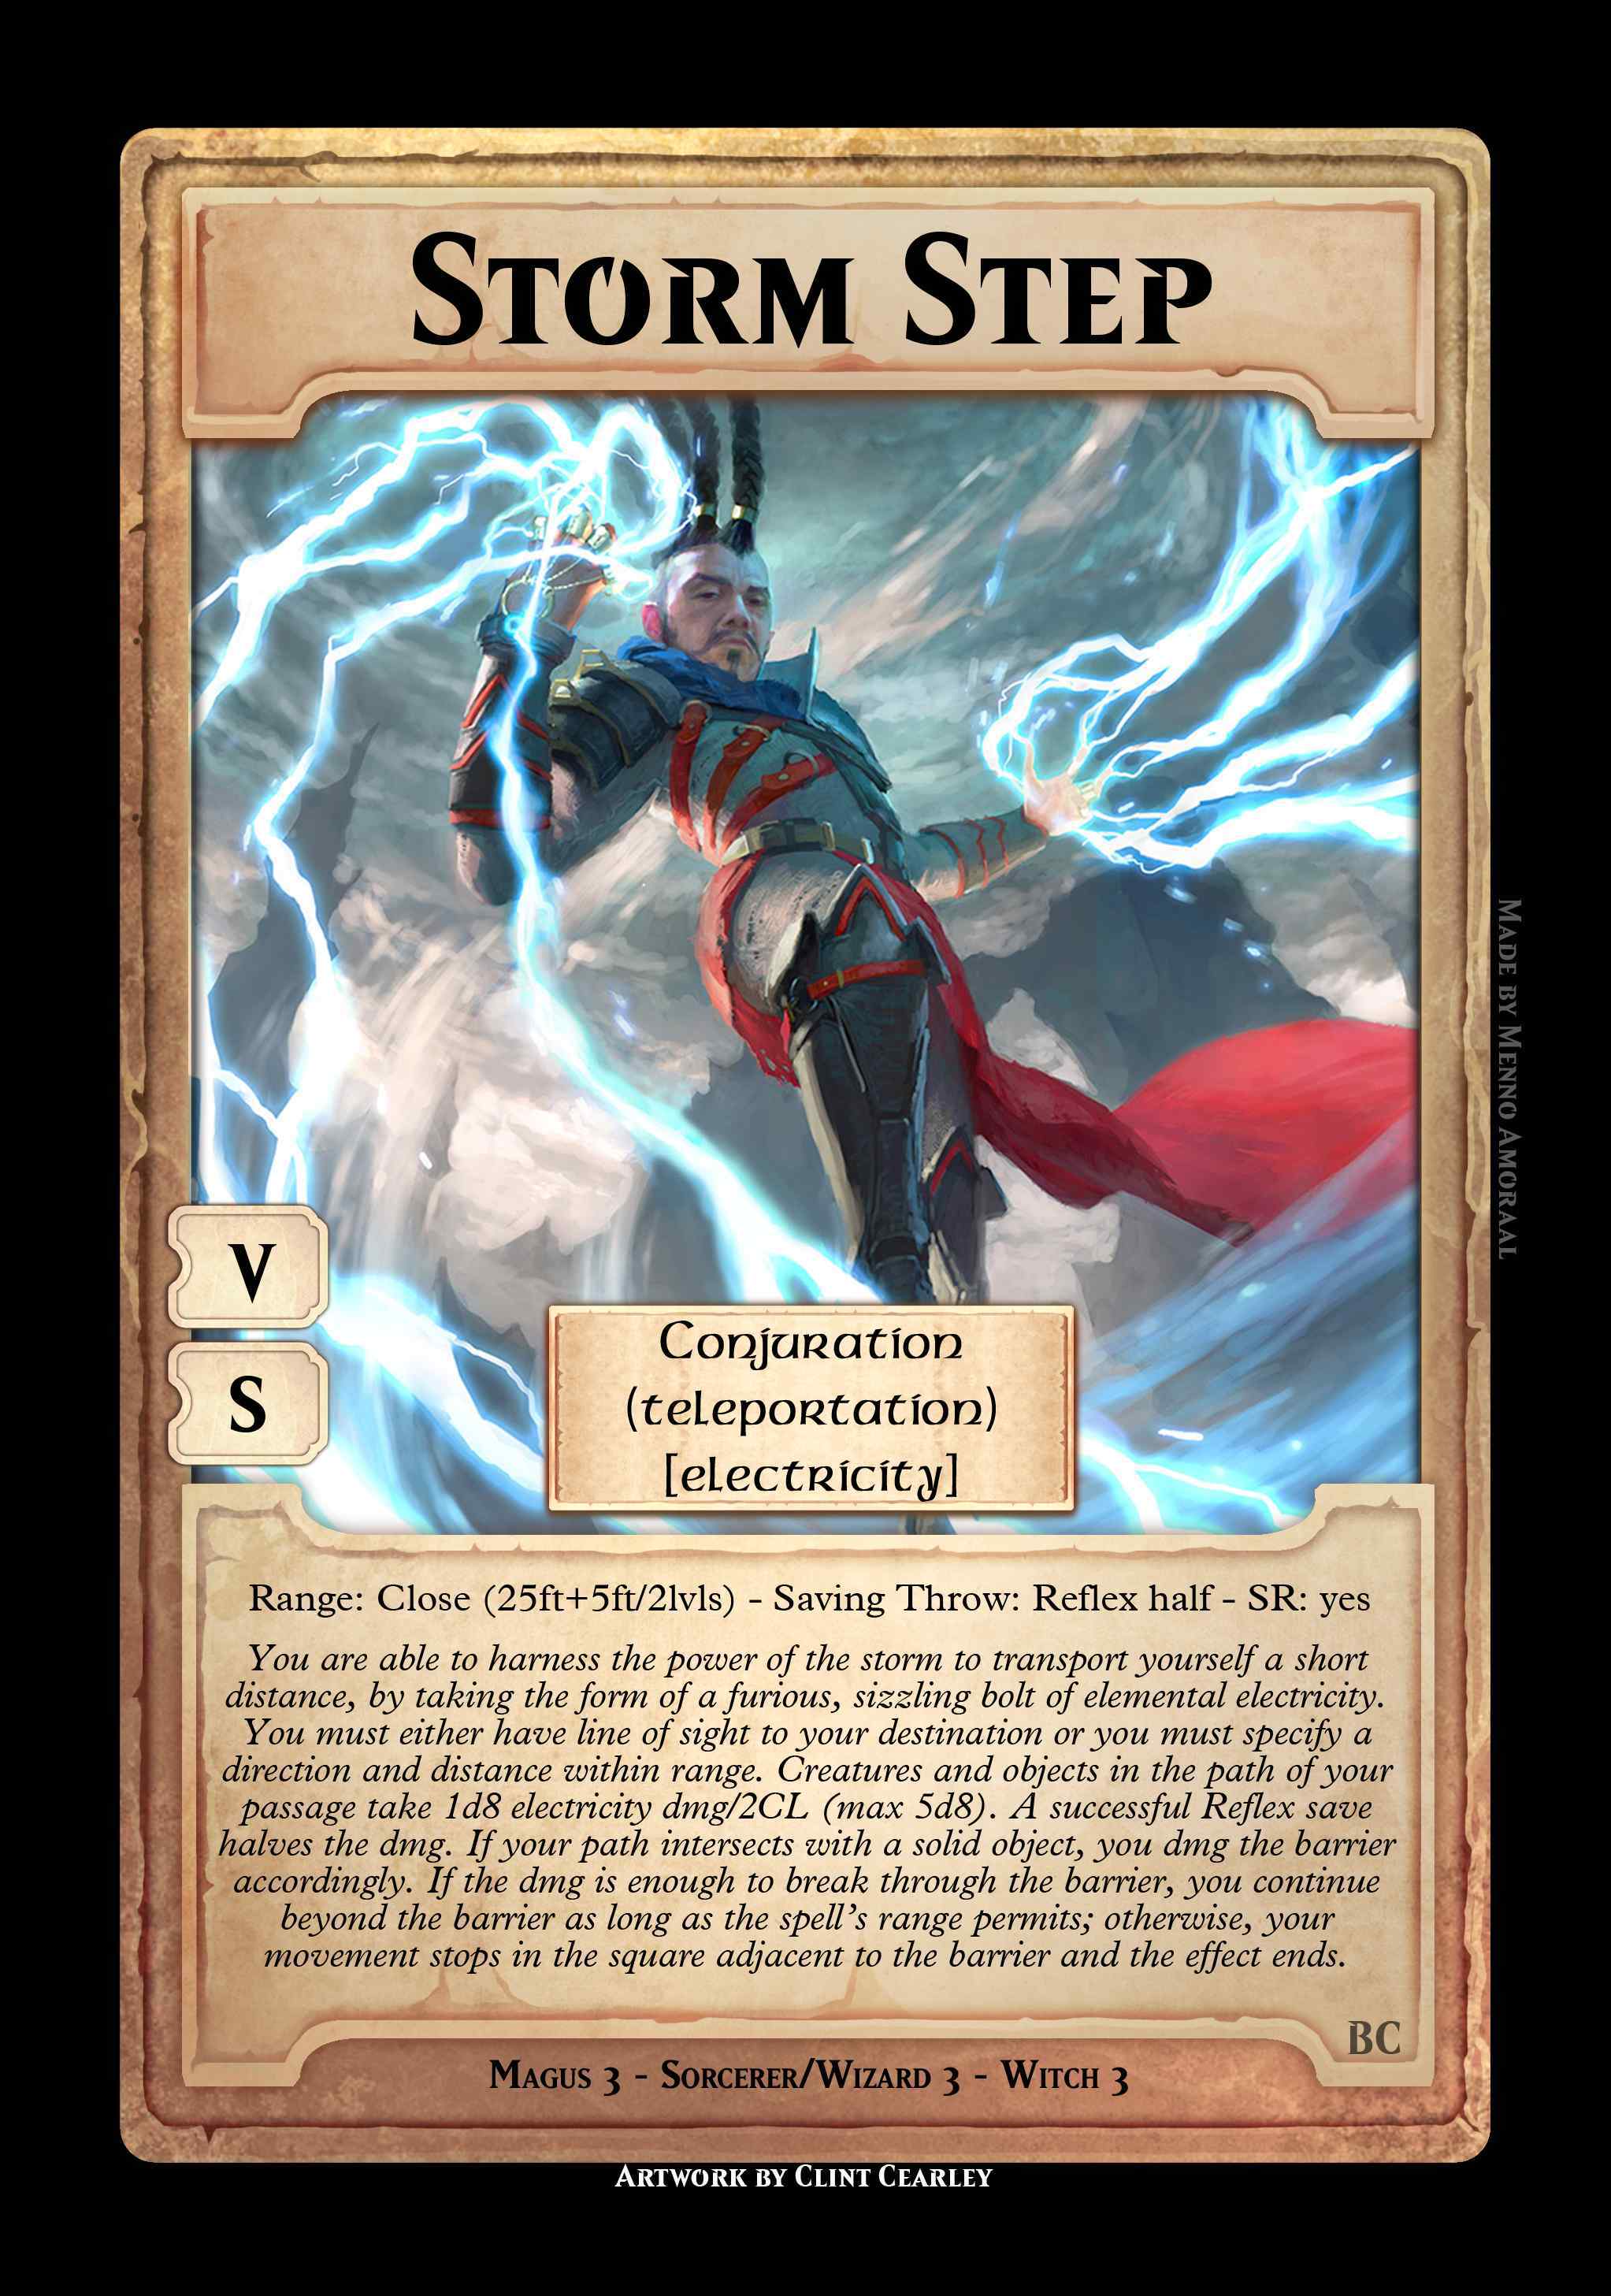 Storm Step
V
S
Conjuration
(teleportation)
[electricity]
Range: Close (25ft+5ft/2lvls) - Saving Throw: Reflex half - SR: yes
You are able to harness the power of the storm to transport yourself a short
distance, by taking the form of a furious, sizzling bolt of elemental electricity.
You must either have line of sight to your destination or you must specify a
direction and distance within range. Creatures and objects in the path of your
passage take 1d8 electricity dmg/2CL (max 5d8). A successful Reflex save
halves the dmg. If your path intersects with a solid object, you dmg the barrier
accordingly. If the dmg is enough to break through the barrier, you continue
beyond the barrier as long as the spell's range permits; otherwise, your
movement stops in the square adjacent to the barrier and the effect ends.
BC
Magus 3 - Sorcerer/Wizard 3 - Witch 3
Artwork by Clint Cearley
Made by Menno Amoraal